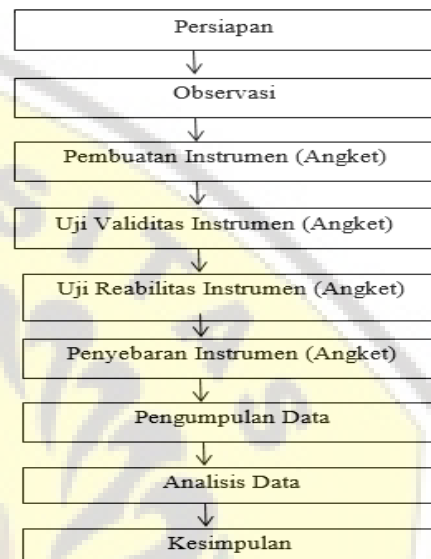 Persiapan
Observasi
Pembuatan Instrumen (Angket)
Uji Validitas Instrumen (Angket)
Uji Reabilitas Instrumen (Angket)
Penyebaran Instrumen (Angket)
Pengumpulan Data
Analisis Data
Kesimpulan